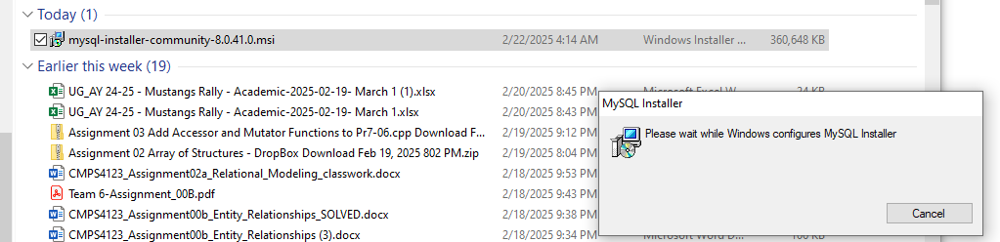 Today (1)
mysql-installer-community-8.0.41.0.msi 2/22/2025 4:14 AM Windows Installer ... 360,648 KB
Earlier this week (19)
UG_AY 24-25 - Mustangs Rally - Academic-2025-02-19- March 1 (1).xlsx 2/20/2025 8:45 PM Microsoft Excel W... 24 KB
UG_AY 24-25 - Mustangs Rally - Academic-2025-02-19- March 1.xlsx 2/20/2025 8:43 PM
MySQL Installer
Assignment 03 Add Accessor and Mutator Functions to Pr7-06.cpp Download F... 2/19/2025 9:12 PM
Please wait while Windows configures MySQL Installer
Assignment 02 Array of Structures - DropBox Download Feb 19, 2025 802 PM.zip 2/19/2025 8:04 PM
CMPS4123_Assignment02a_Relational_Modeling_classwork.docx 2/18/2025 9:53 PM
Team 6-Assignment_00B.pdf 2/18/2025 9:43 PM
CMPS4123_Assignment00b_Entity_Relationships_SOLVED.docx 2/18/2025 9:38 PM
Cancel
CMPS4123_Assignment00b_Entity_Relationships (3).docx 2/18/2025 9:34 PM Microsoft Word D... KB